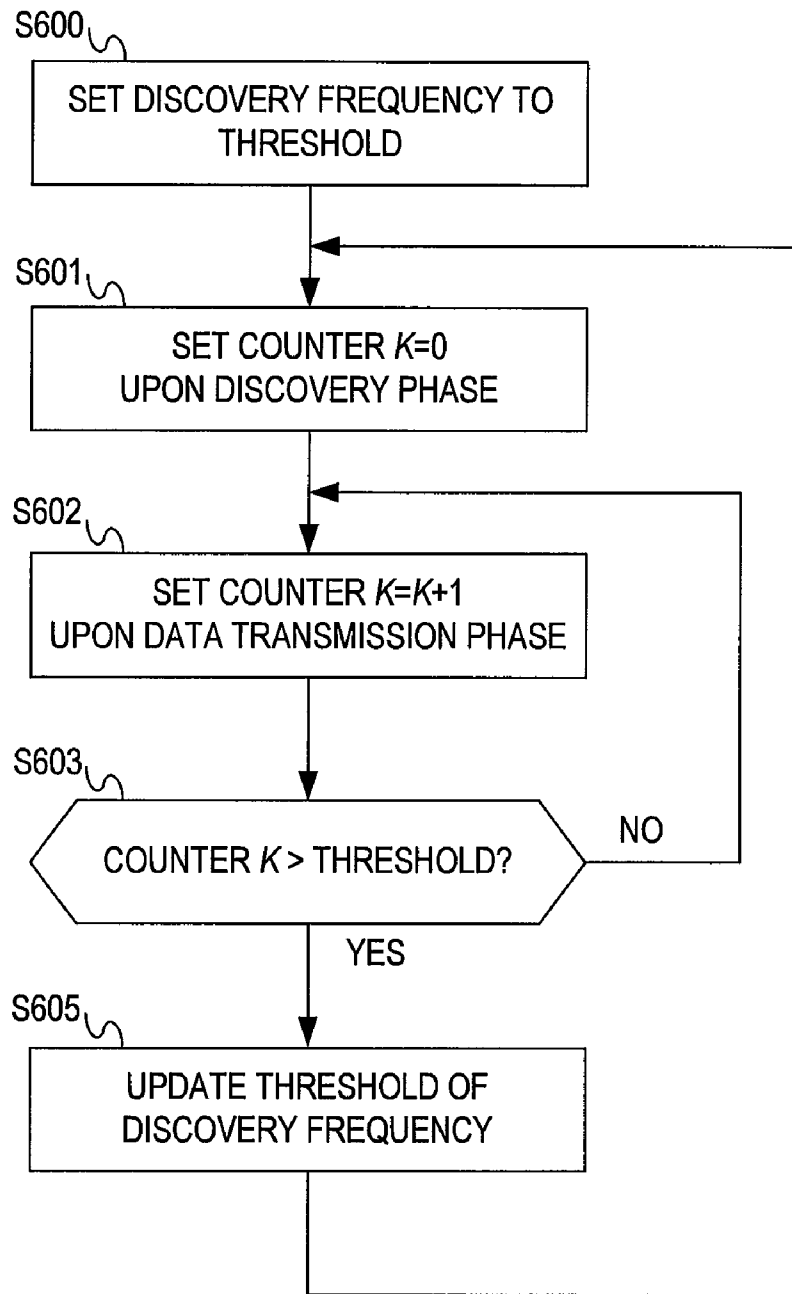 S600
SET DISCOVERY FREQUENCY TO
THRESHOLD
S601
SET COUNTER K=0
UPON DISCOVERY PHASE
S602
SET COUNTER K=K+1
UPON DATA TRANSMISSION PHASE
S603
COUNTER K > THRESHOLD?
NO
YES
S605
UPDATE THRESHOLD OF
DISCOVERY FREQUENCY